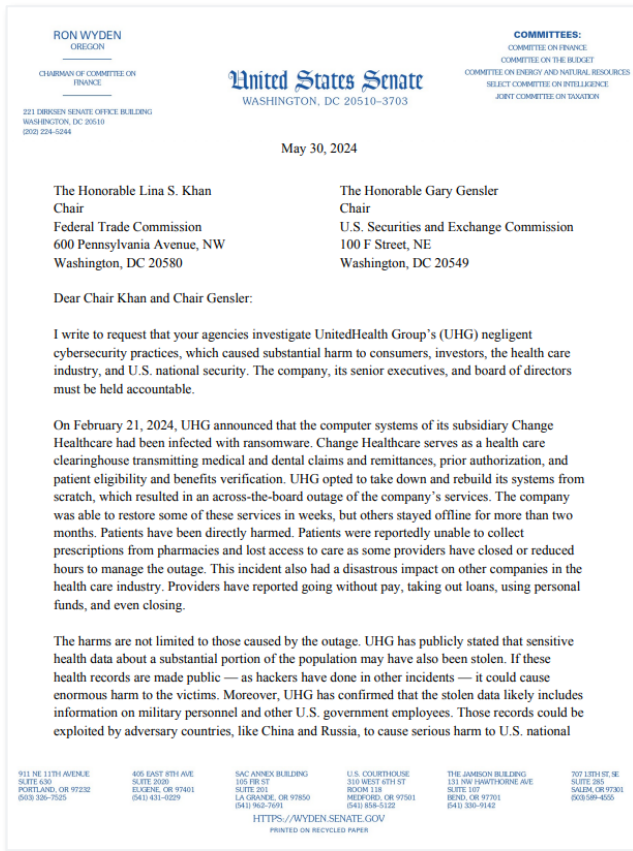 RON WYDEN
OREGON
CHAIRMAN OF COMMITTEE ON
FINANCE
221 DIRKSEN SENATE OFFICE BUILDING
WASHINGTON, DC 20510
(202) 224–5244
United States Senate
WASHINGTON, DC 20510–3703
COMMITTEES:
COMMITTEE ON FINANCE
COMMITTEE ON THE BUDGET
COMMITTEE ON ENERGY AND NATURAL RESOURCES
SELECT COMMITTEE ON INTELLIGENCE
JOINT COMMITTEE ON TAXATION
May 30, 2024
The Honorable Lina S. Khan
Chair
Federal Trade Commission
600 Pennsylvania Avenue, NW
Washington, DC 20580
The Honorable Gary Gensler
Chair
U.S. Securities and Exchange Commission
100 F Street, NE
Washington, DC 20549
Dear Chair Khan and Chair Gensler:
I write to request that your agencies investigate UnitedHealth Group’s (UHG) negligent
cybersecurity practices, which caused substantial harm to consumers, investors, the health care
industry, and U.S. national security. The company, its senior executives, and board of directors
must be held accountable.
On February 21, 2024, UHG announced that the computer systems of its subsidiary Change
Healthcare had been infected with ransomware. Change Healthcare serves as a health care
clearinghouse transmitting medical and dental claims and remittances, prior authorization, and
patient eligibility and benefits verification. UHG opted to take down and rebuild its systems from
scratch, which resulted in an across-the-board outage of the company’s services. The company
was able to restore some of these services in weeks, but others stayed offline for more than two
months. Patients have been directly harmed. Patients were reportedly unable to collect
prescriptions from pharmacies and lost access to care as some providers have closed or reduced
hours to manage the outage. This incident also had a disastrous impact on other companies in the
health care industry. Providers have reported going without pay, taking out loans, using personal
funds, and even closing.
The harms are not limited to those caused by the outage. UHG has publicly stated that sensitive
health data about a substantial portion of the population may have also been stolen. If these
health records are made public — as hackers have done in other incidents — it could cause
enormous harm to the victims. Moreover, UHG has confirmed that the stolen data likely includes
information on military personnel and other U.S. government employees. Those records could be
exploited by adversary countries, like China and Russia, to cause serious harm to U.S. national
911 NE 11TH AVENUE
SUITE 630
PORTLAND, OR 97232
(503) 326–7525
405 EAST 8TH AVE
SUITE 2020
EUGENE, OR 97401
(541) 431–0229
SAC ANNEX BUILDING
105 FIR ST
SUITE 201
LA GRANDE, OR 97850
(541) 962–7691
U.S. COURTHOUSE
310 WEST 6TH ST
ROOM 118
MEDFORD, OR 97501
(541) 858–5122
THE JAMISON BUILDING
131 NW HAWTHORNE AVE
SUITE 107
BEND, OR 97701
(541) 330–9142
707 13TH ST, SE
SUITE 285
SALEM, OR 97301
(503) 589–4555
HTTPS://WYDEN.SENATE.GOV
PRINTED ON RECYCLED PAPER